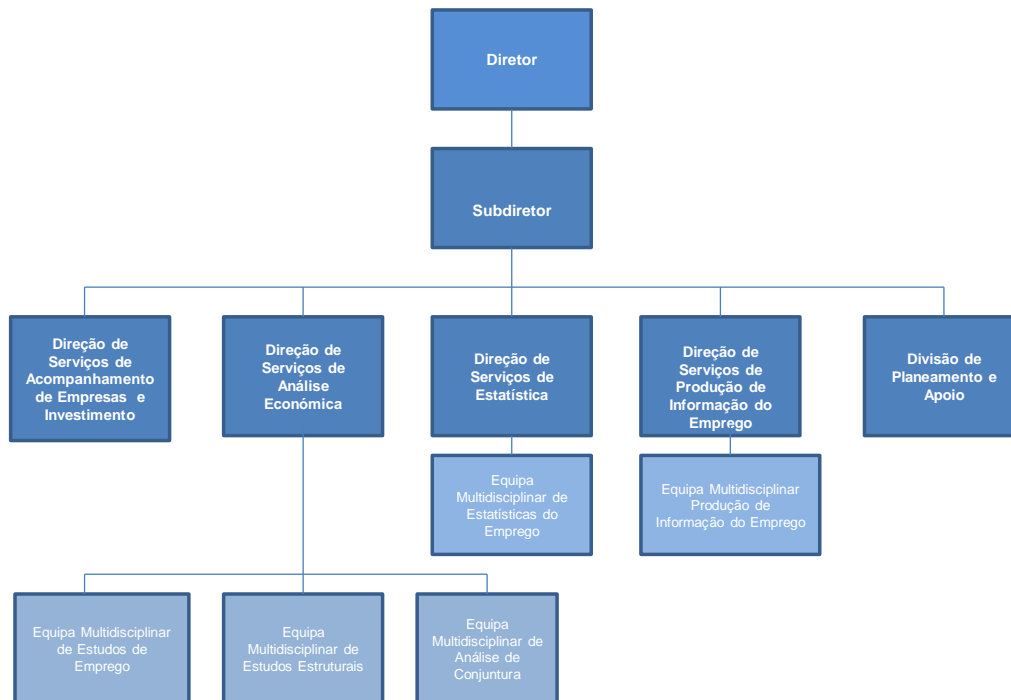 Diretor
Subdiretor
Direção de
Serviços de
Acompanhamento
de Empresas e
Investimento
Direção de
Serviços de
Análise
Económica
Direção de
Serviços de
Estatística
Direção de
Serviços de
Produção de
Informação do
Emprego
Divisão de
Planeamento e
Apoio
Equipa
Multidisciplinar de
Estatísticas do
Emprego
Equipa Multidisciplinar
Produção de
Informação do Emprego
Equipa Multidisciplinar
de Estudos de
Emprego
Equipa
Multidisciplinar de
Estudos Estruturais
Equipa
Multidisciplinar de
Análise de
Conjuntura